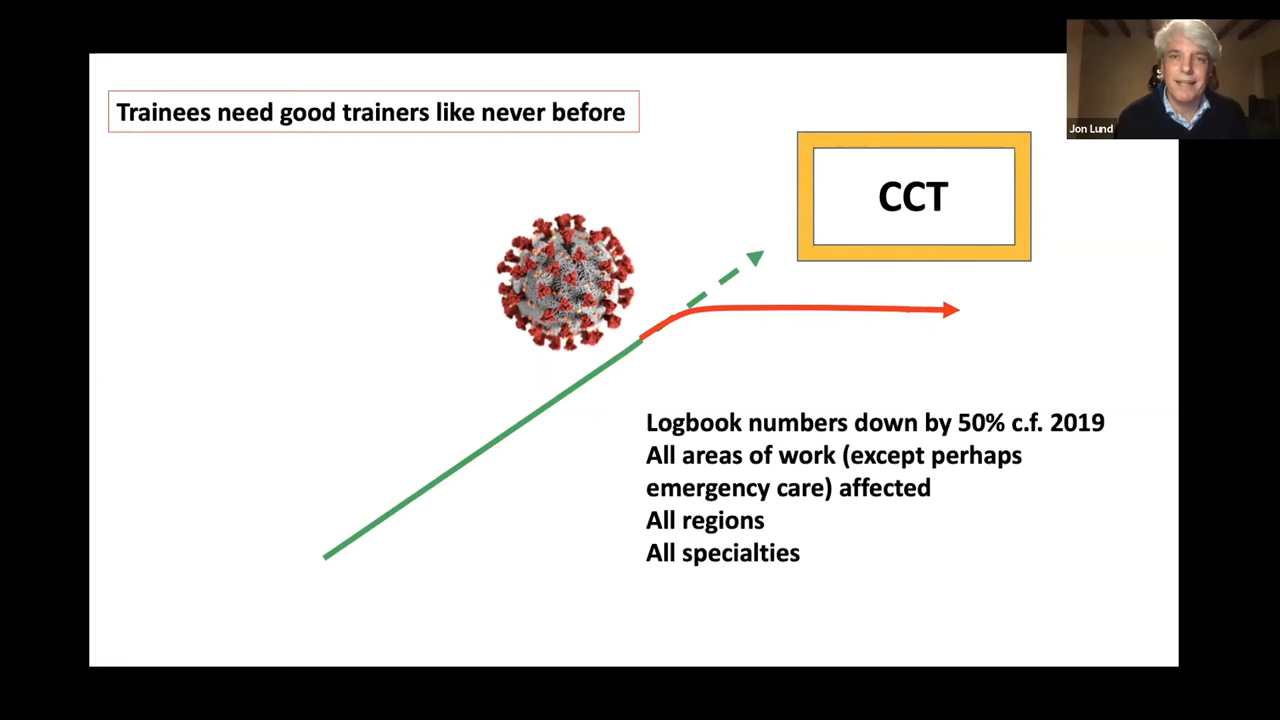 Trainees need good trainers like never before
CCT
Jon Lund
Logbook numbers down by 50% c.f. 2019
All areas of work (except perhaps
emergency care) affected
All regions
All specialties